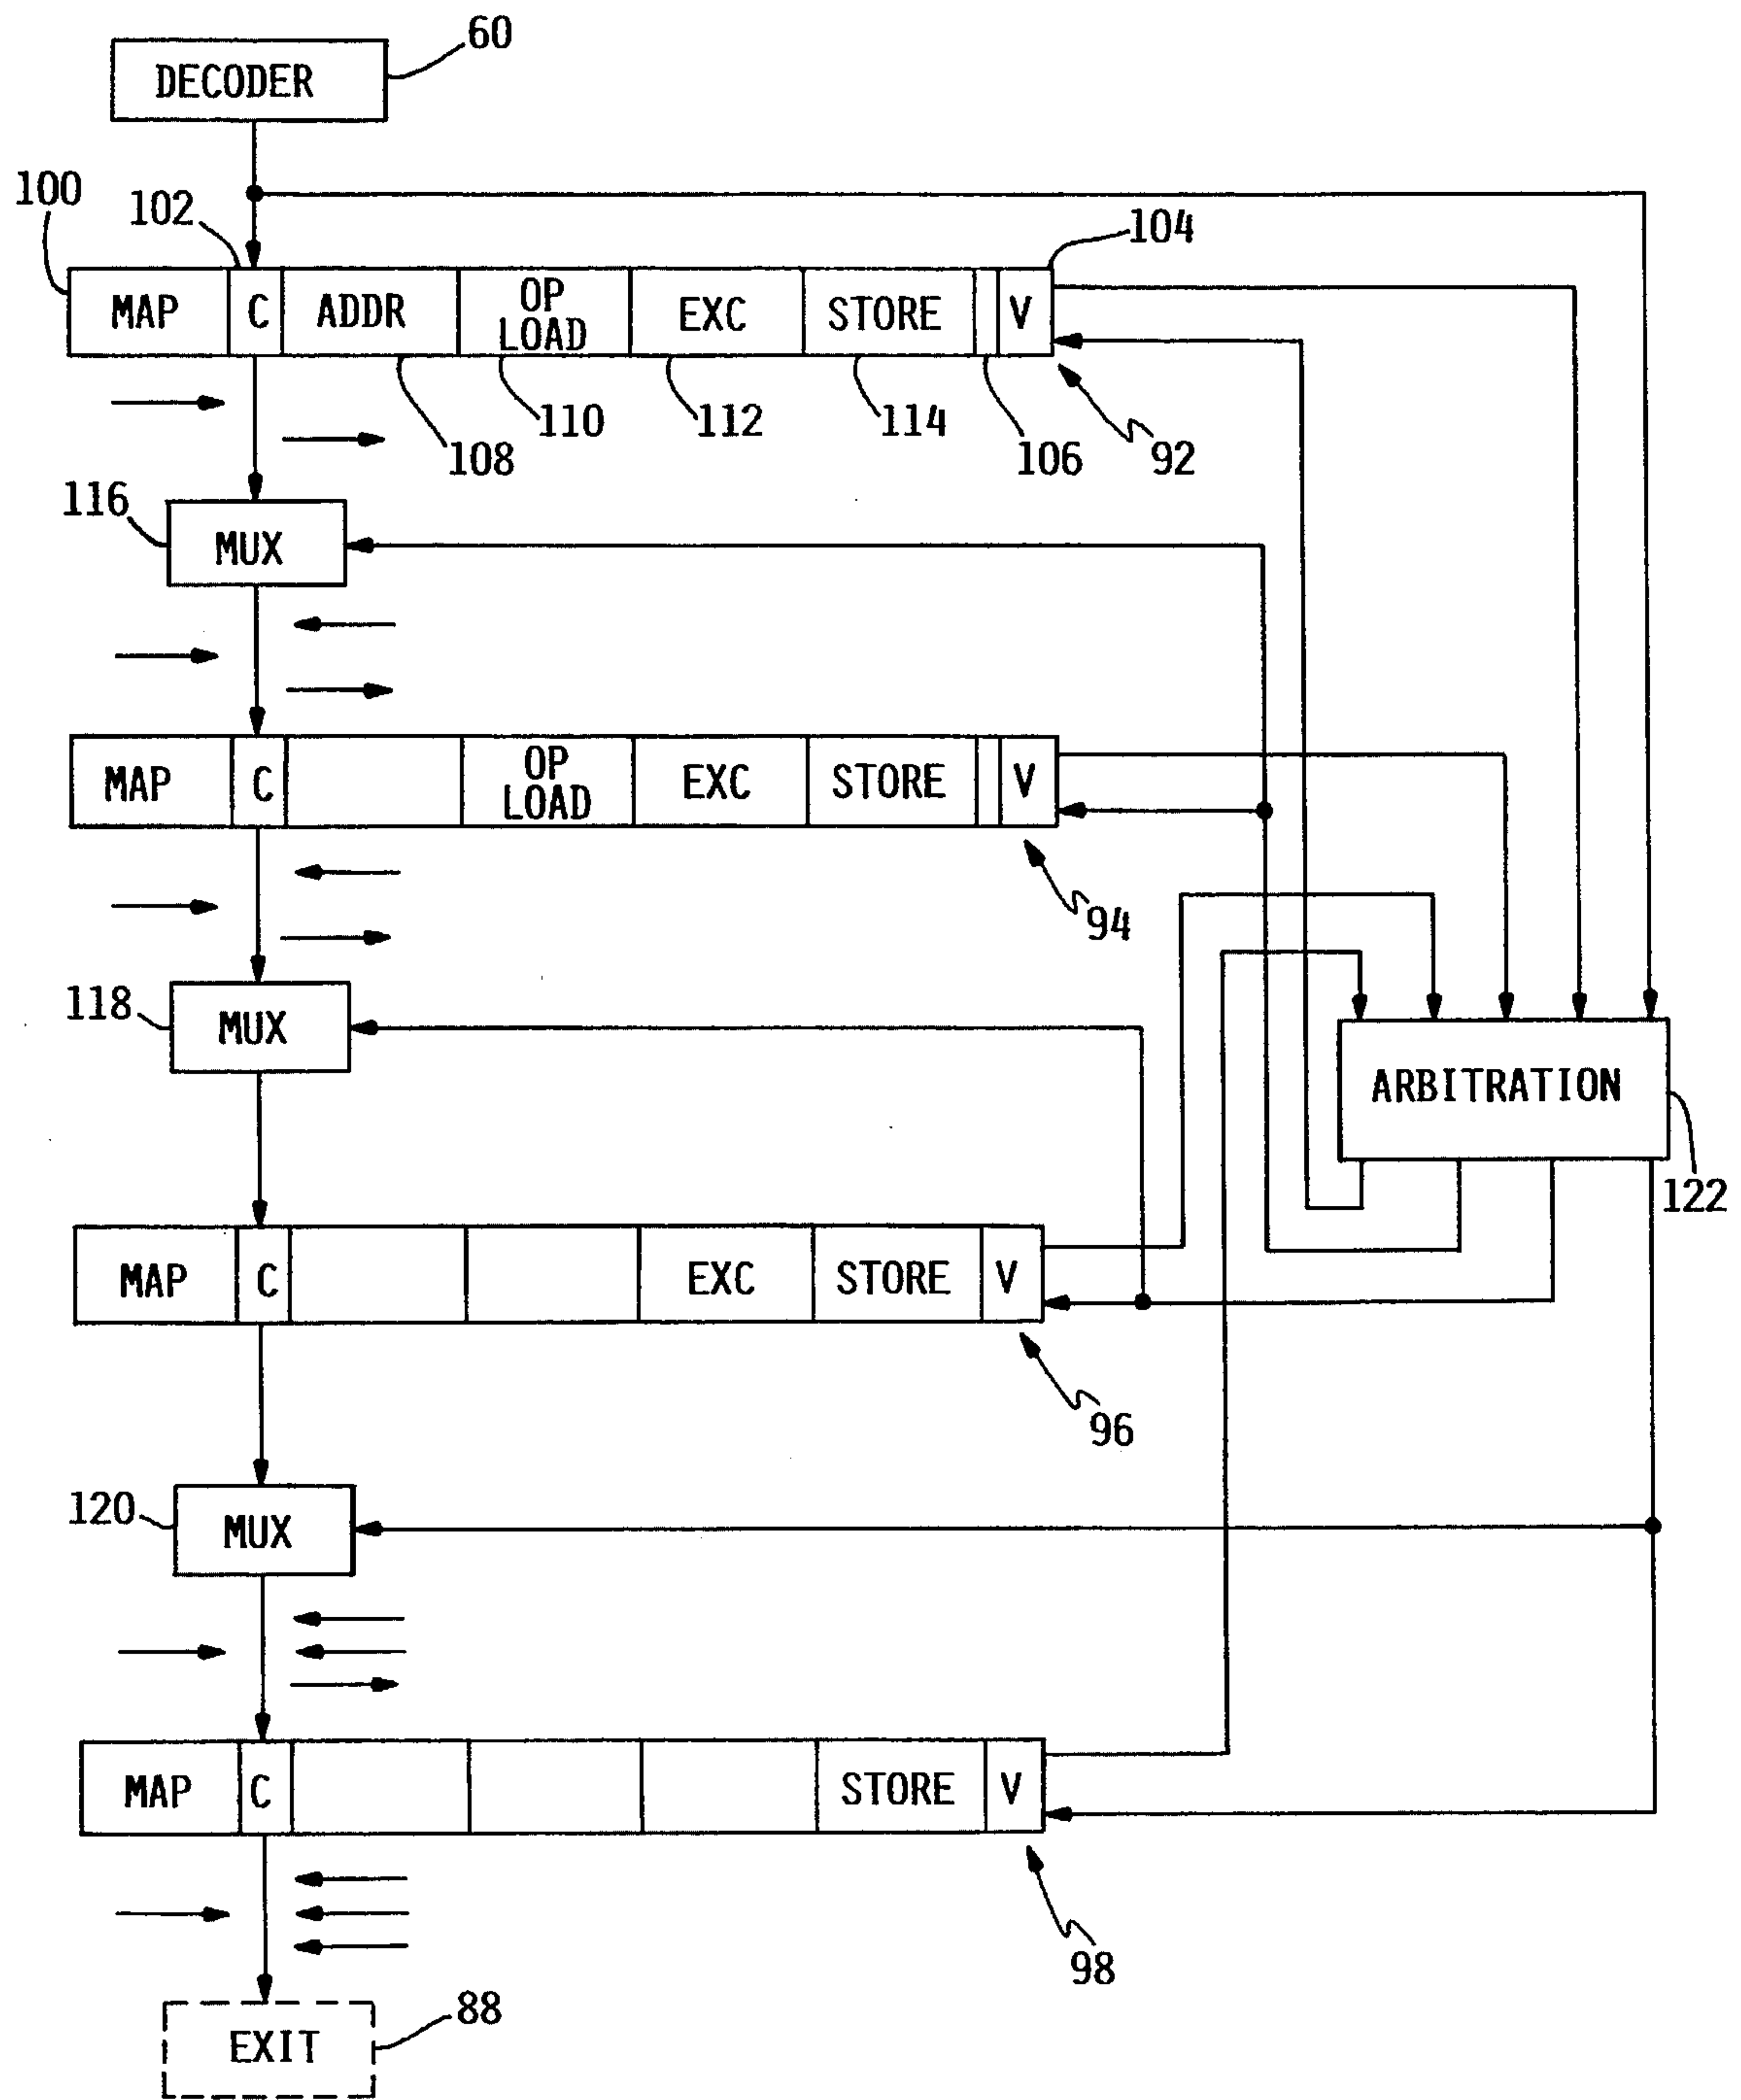 60
DECODER
100
102
104
MAP C ADDR OP LOAD EXC STORE V
108
110
112
114
106
92
116
MUX
MAP C OP LOAD EXC STORE V
94
118
MUX
ARBITRATION
122
MAP C EXC STORE V
96
120
MUX
MAP C STORE V
98
88
EXIT